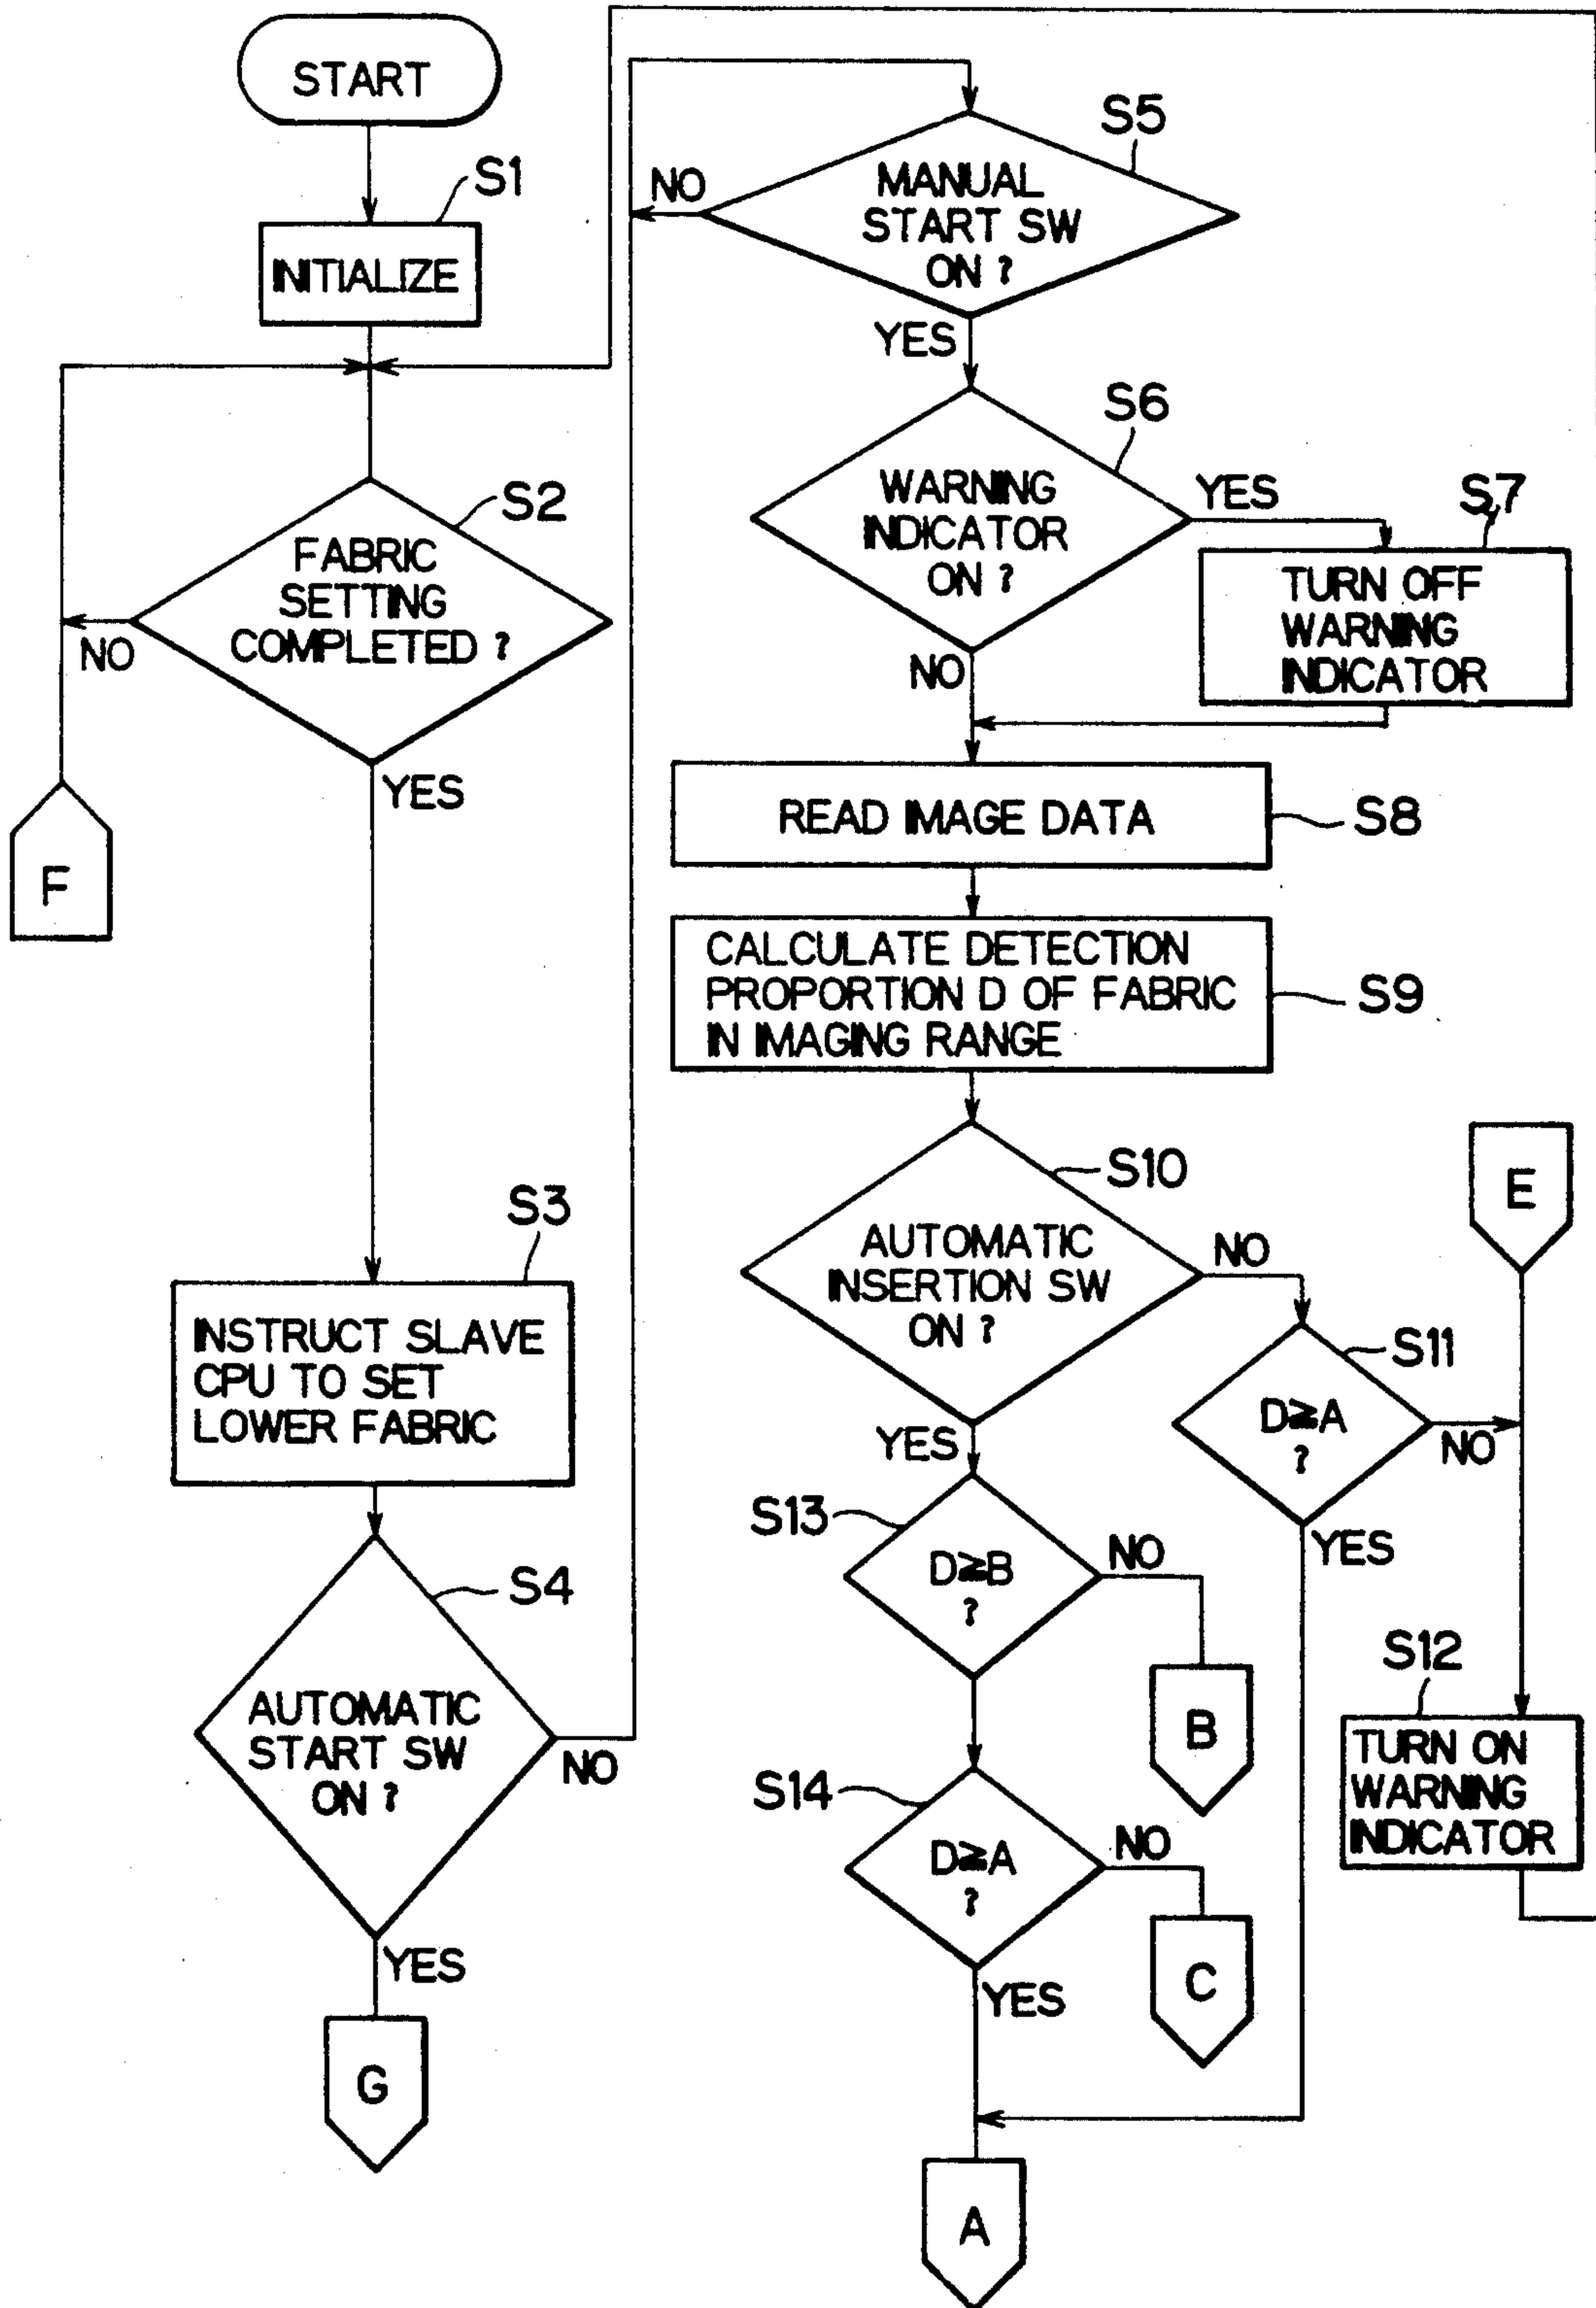 START
S1
INITIALIZE
S2
FABRIC
SETTING
COMPLETED ?
NO
YES
F
S3
INSTRUCT SLAVE
CPU TO SET
LOWER FABRIC
S4
AUTOMATIC
START SW
ON ?
NO
YES
G
S5
MANUAL
START SW
ON ?
NO
YES
S6
WARNING
INDICATOR
ON ?
YES
NO
S7
TURN OFF
WARNING
INDICATOR
READ IMAGE DATA
S8
CALCULATE DETECTION
PROPORTION D OF FABRIC
IN IMAGING RANGE
S9
S10
AUTOMATIC
INSERTION SW
ON ?
NO
YES
E
S11
D≧A
?
NO
YES
S13
D≧B
?
NO
B
S12
TURN ON
WARNING
INDICATOR
S14
D≧A
?
NO
YES
C
A